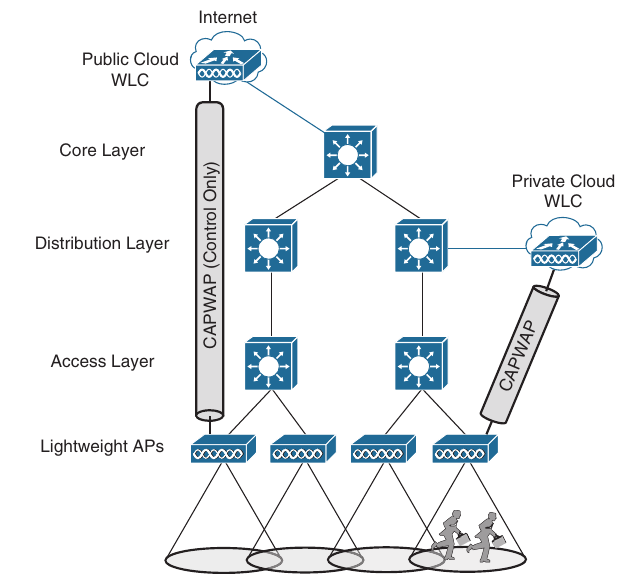 Internet
Public Cloud
WLC
Core Layer
Private Cloud
WLC
Distribution Layer
CAPWAP (Control Only)
CAPWAP
Access Layer
Lightweight APs